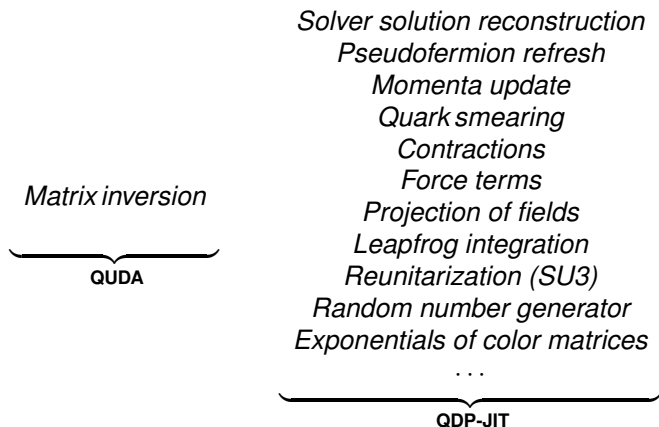 Matrix inversion
QUDA
Solver solution reconstruction
Pseudofermion refresh
Momenta update
Quark smearing
Contractions
Force terms
Projection of fields
Leapfrog integration
Reunitarization (SU3)
Random number generator
Exponentials of color matrices
. . .
QDP-JIT